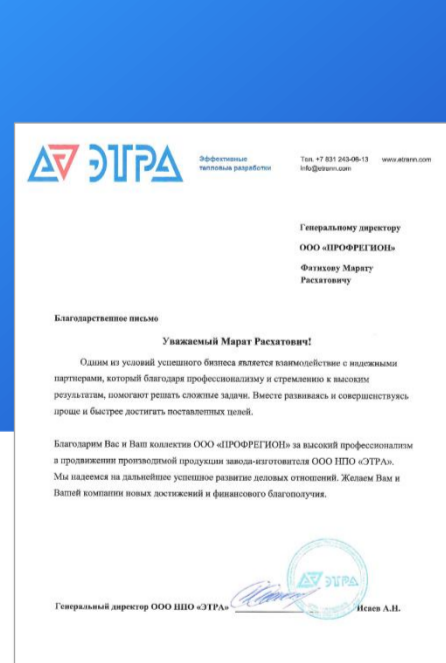 ЭТРА
Эффективные
тепловые разработки
Тел. +7 831 243-06-13 www.etrann.com
Info@etrann.com
Генеральному директору
ООО «ПРОФРЕГИОН»
Фатихову Марату
Расхатовичу
Благодарственное письмо
Уважаемый Марат Расхатович!
Одним из условий успешного бизнеса является взаимодействие с надежными
партнерами, который благодаря профессионализму и стремлению к высоким
результатам, помогают решать сложные задачи. Вместе развиваясь и совершенствуясь
проще и быстрее достигать поставленных целей.
Благодарим Вас и Ваш коллектив ООО «ПРОФРЕГИОН» за высокий профессионализм
в продвижении производимой продукции завода-изготовителя ООО НПО «ЭТРА».
Мы надеемся на дальнейшее успешное развитие деловых отношений. Желаем Вам и
Вашей компании новых достижений и финансового благополучия.
ЭТРА
Генеральный директор ООО НПО «ЭТРА» Исаев А.Н.